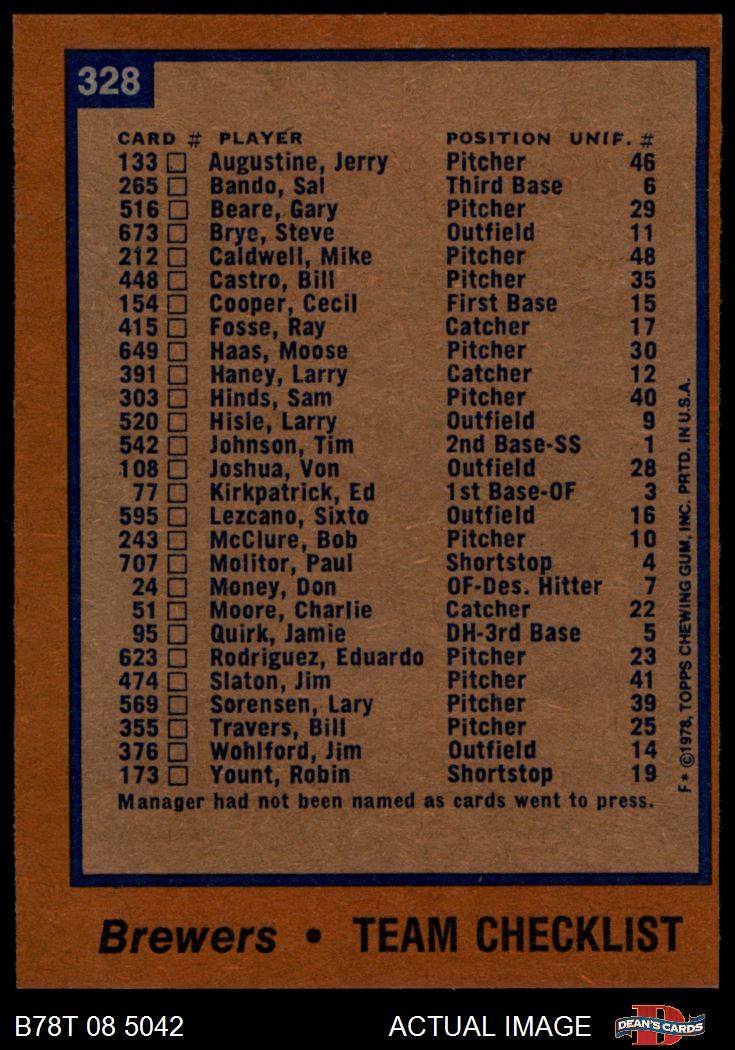 328
CARD # PLAYER POSITION UNIF. #
133 Augustine, Jerry Pitcher 46
265 Bando, Sal Third Base 6
516 Beare, Gary Pitcher 29
673 Brye, Steve Outfield 11
212 Caldwell, Mike Pitcher 48
448 Castro, Bill Pitcher 35
154 Cooper, Cecil First Base 15
415 Fosse, Ray Catcher 17
649 Haas, Moose Pitcher 30
391 Haney, Larry Catcher 12
303 Hinds, Sam Pitcher 40
520 Hisle, Larry Outfield 9
542 Johnson, Tim 2nd Base-SS 1
108 Joshua, Von Outfield 28
77 Kirkpatrick, Ed 1st Base-OF 3
595 Lezcano, Sixto Outfield 16
243 McClure, Bob Pitcher 10
707 Molitor, Paul Shortstop 4
24 Money, Don OF-Des. Hitter 7
51 Moore, Charlie Catcher 22
95 Quirk, Jamie DH-3rd Base 5
623 Rodriguez, Eduardo Pitcher 23
474 Slaton, Jim Pitcher 41
569 Sorensen, Lary Pitcher 39
355 Travers, Bill Pitcher 25
376 Wohlford, Jim Outfield 14
173 Yount, Robin Shortstop 19
Manager had not been named as cards went to press.
F* ©1978, TOPPS CHEWING GUM, INC. PRTD. IN U.S.A.
Brewers • TEAM CHECKLIST
B78T 08 5042 ACTUAL IMAGE
D DEAN'S CARDS